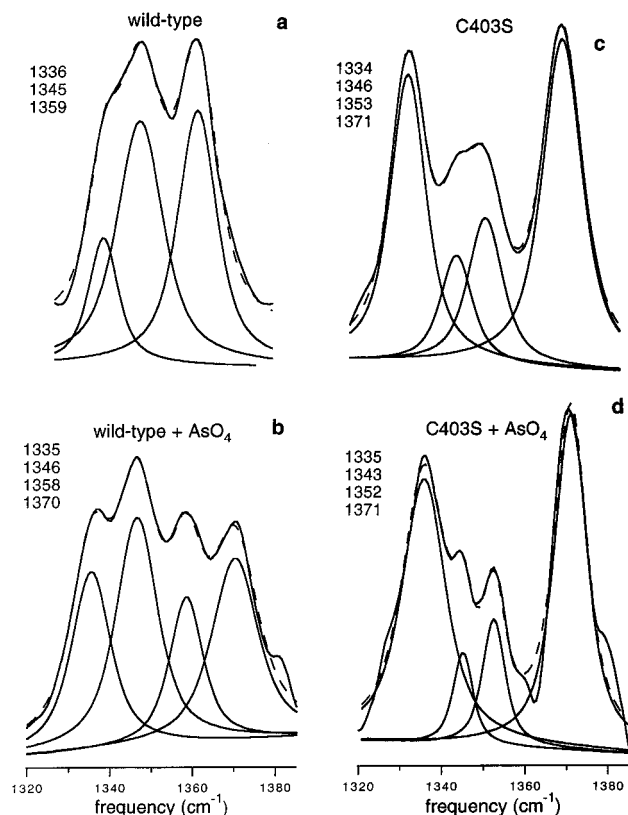 wild-type
a
1336
1345
1359
C403S
c
1334
1346
1353
1371
wild-type + AsO₄
b
1335
1346
1358
1370
C403S + AsO₄
d
1335
1343
1352
1371
1320 1340 1360 1380
frequency (cm⁻¹)
1320 1340 1360 1380
frequency (cm⁻¹)